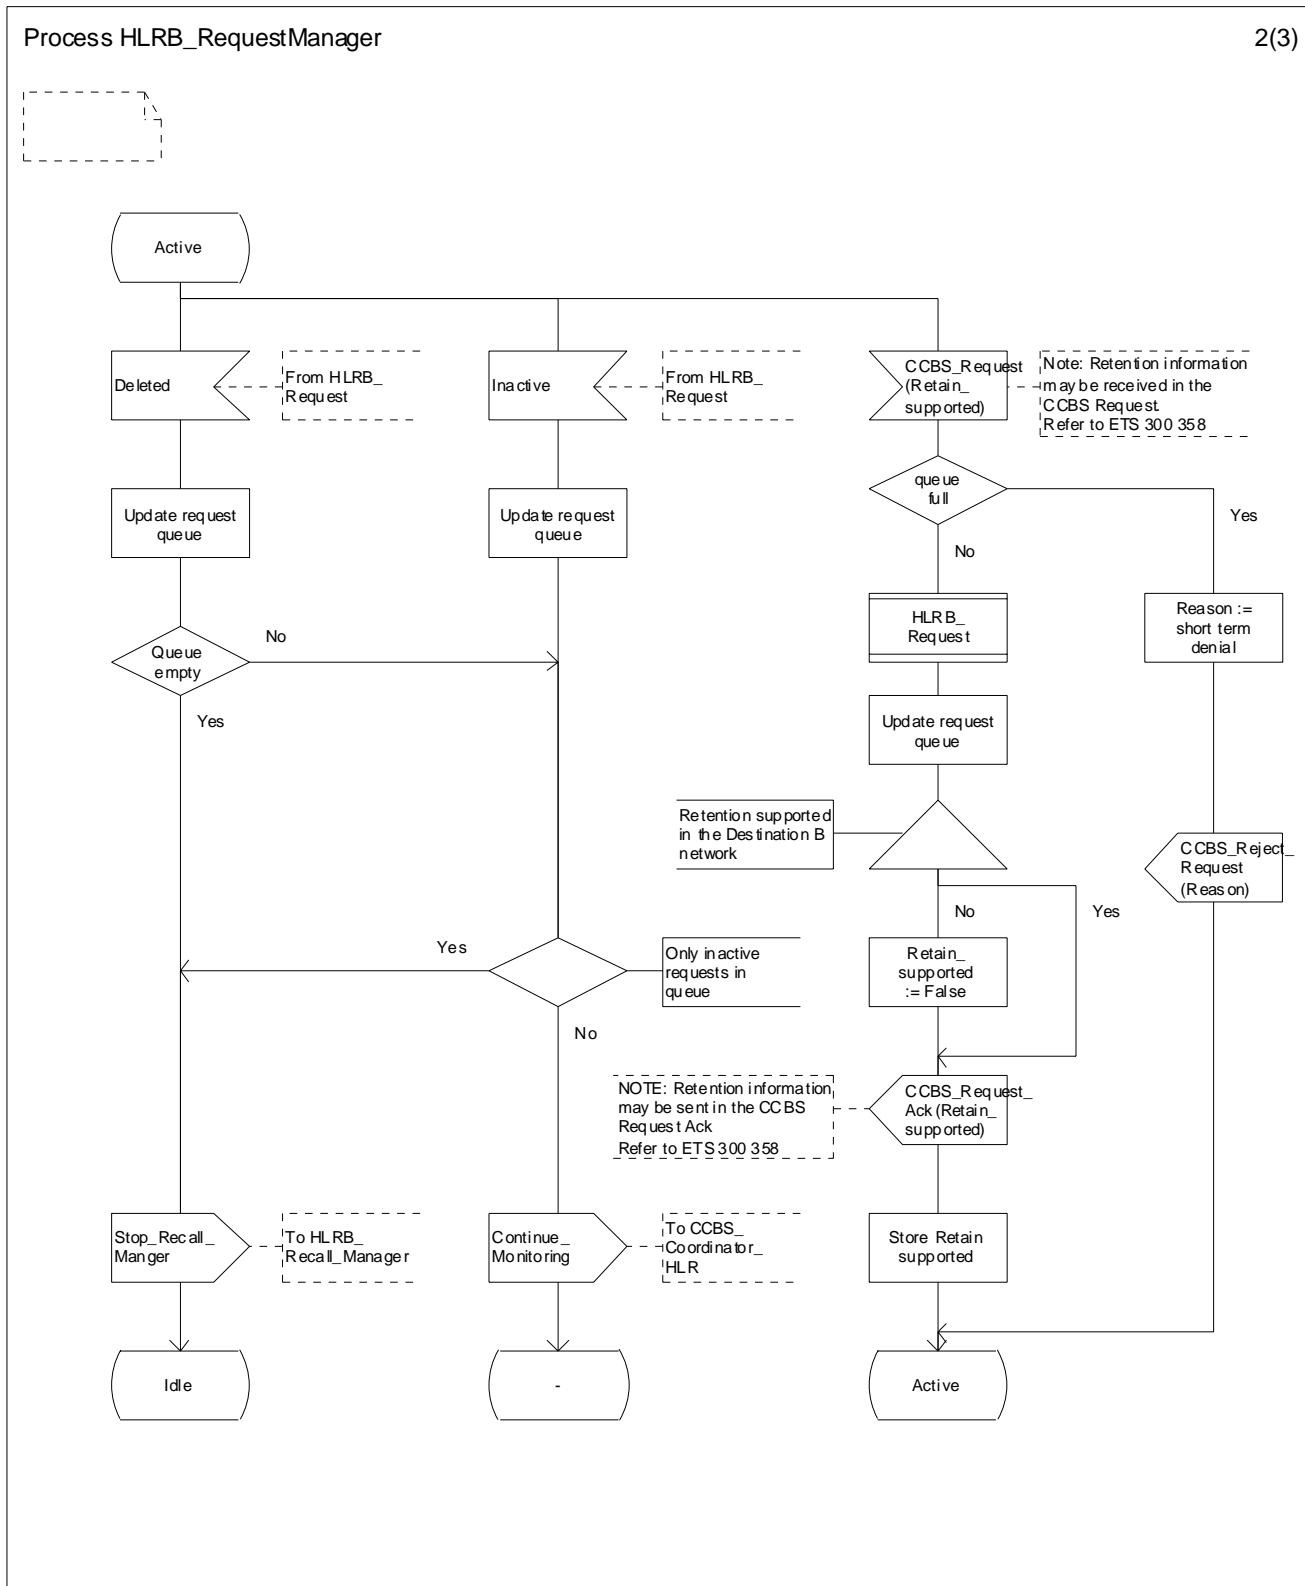 Process HLRB_RequestManager
2(3)
Active
Deleted
From HLRB_
Request
Inactive
From HLRB_
Request
CCBS_Request
(Retain_
supported)
Note: Retention information
may be received in the
CCBS Request.
Refer to ETS 300 358
queue
full
Yes
No
Update request
queue
Update request
queue
HLRB_
Request
Reason :=
short term
denial
Queue
empty
No
Yes
Update request
queue
Retention supported
in the Destination B
network
CCBS_Reject_
Request
(Reason)
No
Yes
Yes
Only inactive
requests in
queue
No
Retain_
supported
:= False
NOTE: Retention information
may be sent in the CCBS
Request Ack
Refer to ETS 300 358
CCBS_Request_
Ack (Retain_
supported)
Stop_Recall_
Manger
To HLRB_
Recall_Manager
Continue_
Monitoring
To CCBS_
Coordinator_
HLR
Store Retain
supported
Idle
-
Active